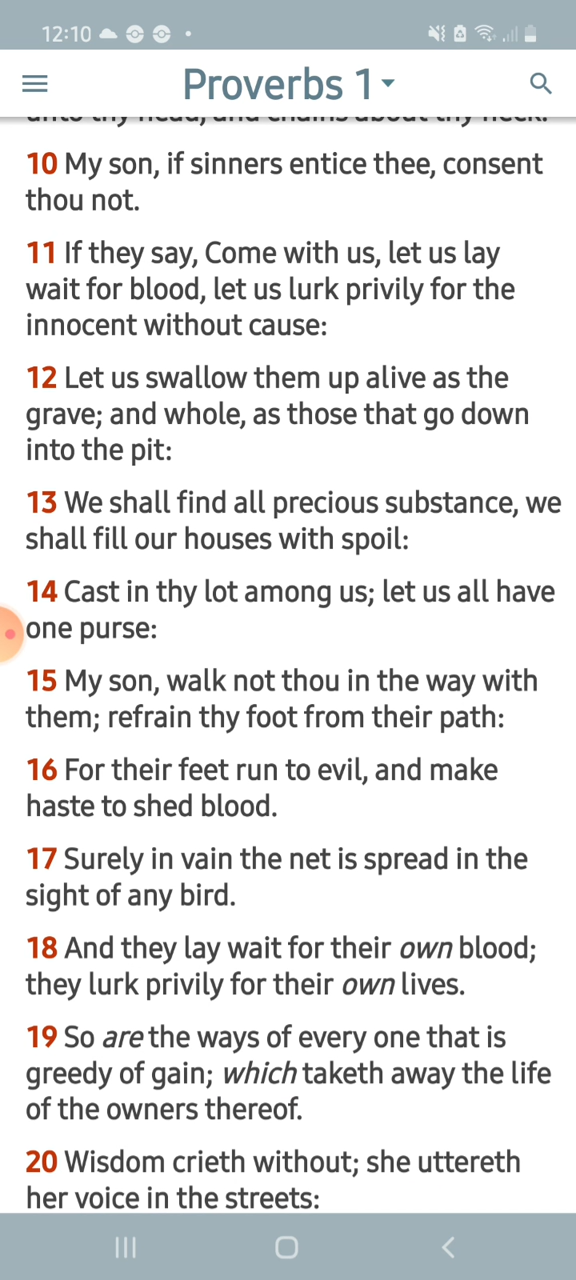 12:10
Proverbs 1
unto thy head, and chains about thy neck.
10 My son, if sinners entice thee, consent
thou not.
11 If they say, Come with us, let us lay
wait for blood, let us lurk privily for the
innocent without cause:
12 Let us swallow them up alive as the
grave; and whole, as those that go down
into the pit:
13 We shall find all precious substance, we
shall fill our houses with spoil:
14 Cast in thy lot among us; let us all have
one purse:
15 My son, walk not thou in the way with
them; refrain thy foot from their path:
16 For their feet run to evil, and make
haste to shed blood.
17 Surely in vain the net is spread in the
sight of any bird.
18 And they lay wait for their own blood;
they lurk privily for their own lives.
19 So are the ways of every one that is
greedy of gain; which taketh away the life
of the owners thereof.
20 Wisdom crieth without; she uttereth
her voice in the streets: